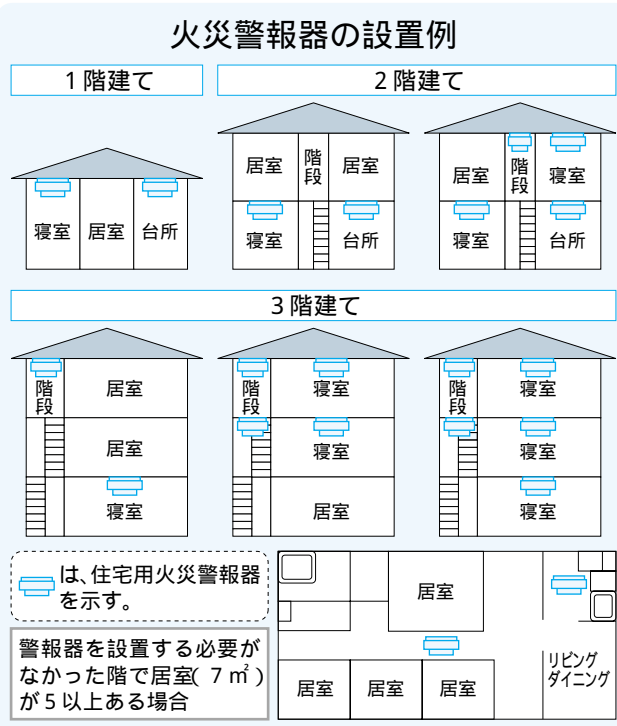 火災警報器の設置例
1階建て
2階建て
寝室
居室
台所
居室
階段
居室
寝室
台所
居室
階段
寝室
寝室
台所
3階建て
階段
居室
居室
寝室
階段
寝室
寝室
居室
階段
寝室
寝室
寝室
は、住宅用火災警報器
を示す。
警報器を設置する必要が
なかった階で居室(7㎡)
が5以上ある場合
居室
居室
居室
居室
リビング
ダイニング